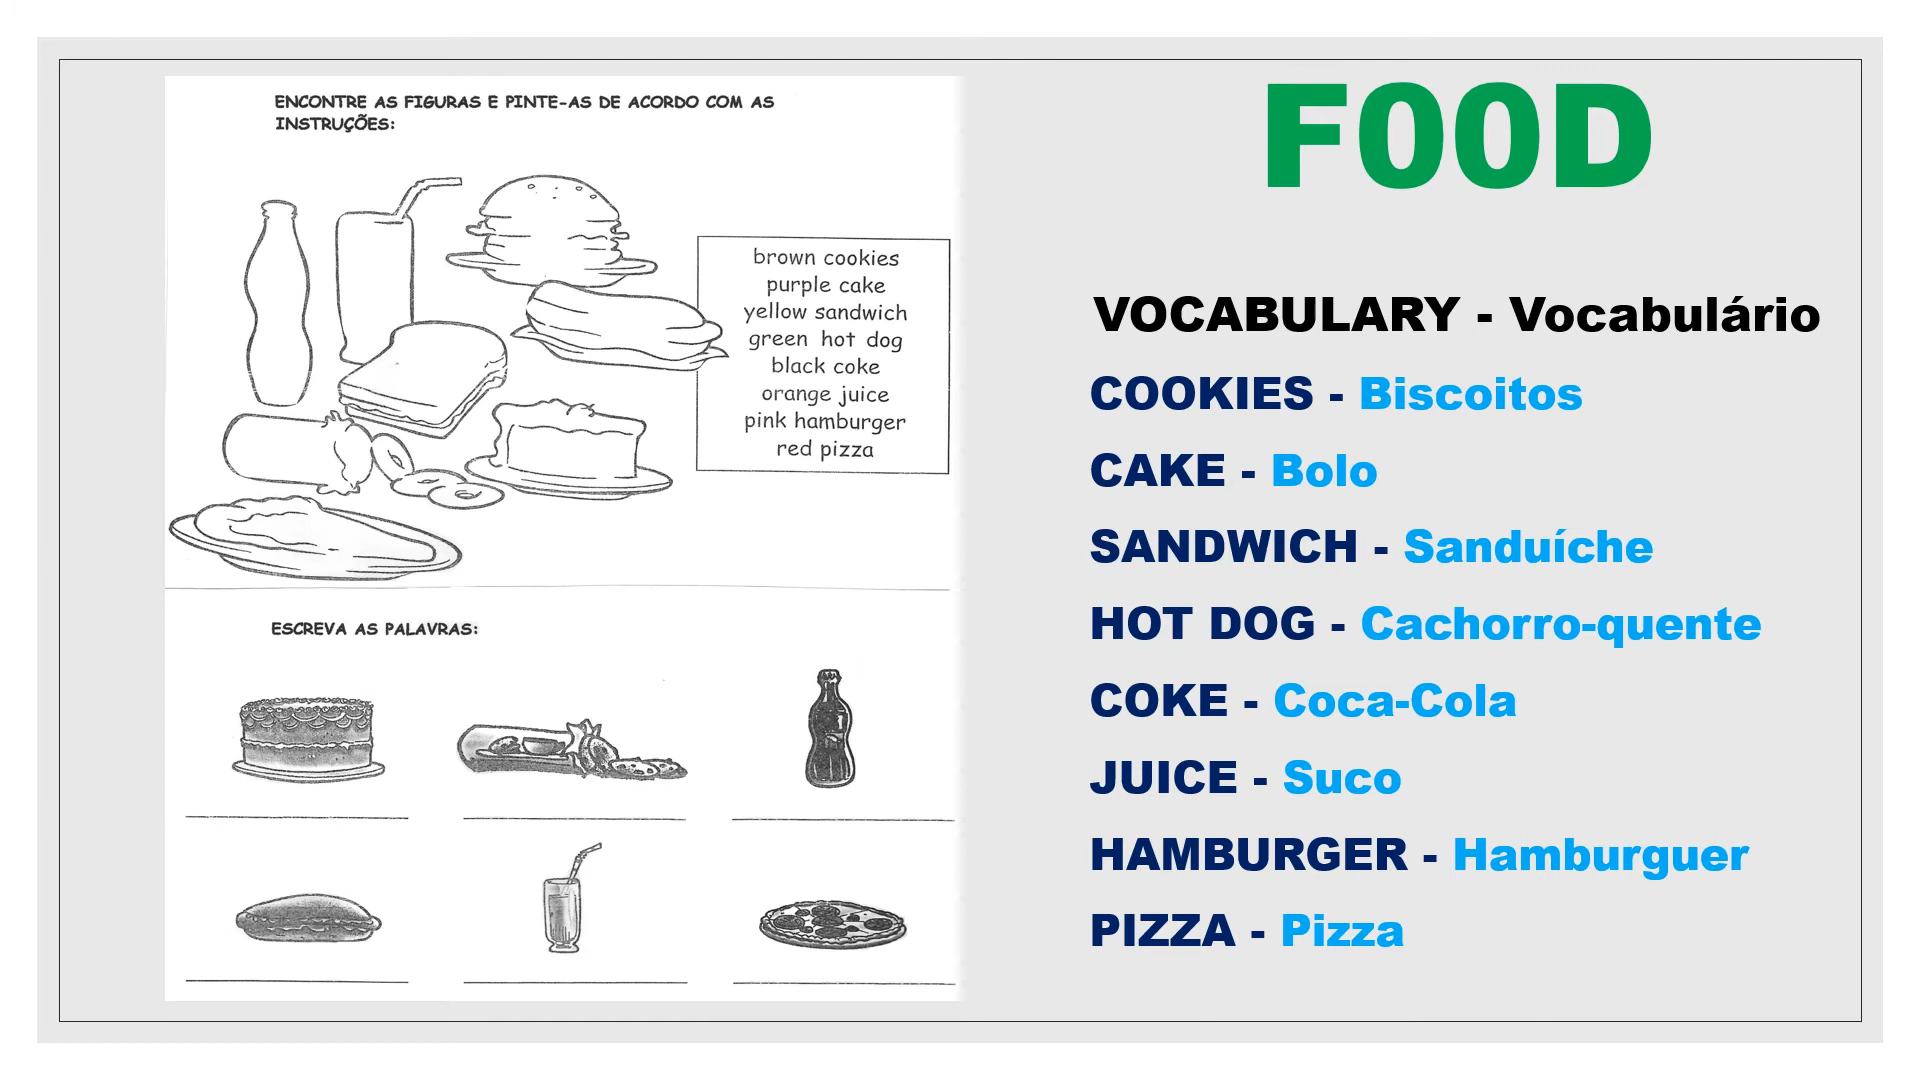 ENCONTRE AS FIGURAS E PINTE-AS DE ACORDO COM AS
INSTRUÇÕES:
brown cookies
purple cake
yellow sandwich
green hot dog
black coke
orange juice
pink hamburger
red pizza
ESCREVA AS PALAVRAS:
F00D
VOCABULARY - Vocabulário
COOKIES - Biscoitos
CAKE - Bolo
SANDWICH - Sanduíche
HOT DOG - Cachorro-quente
COKE - Coca-Cola
JUICE - Suco
HAMBURGER - Hamburguer
PIZZA - Pizza